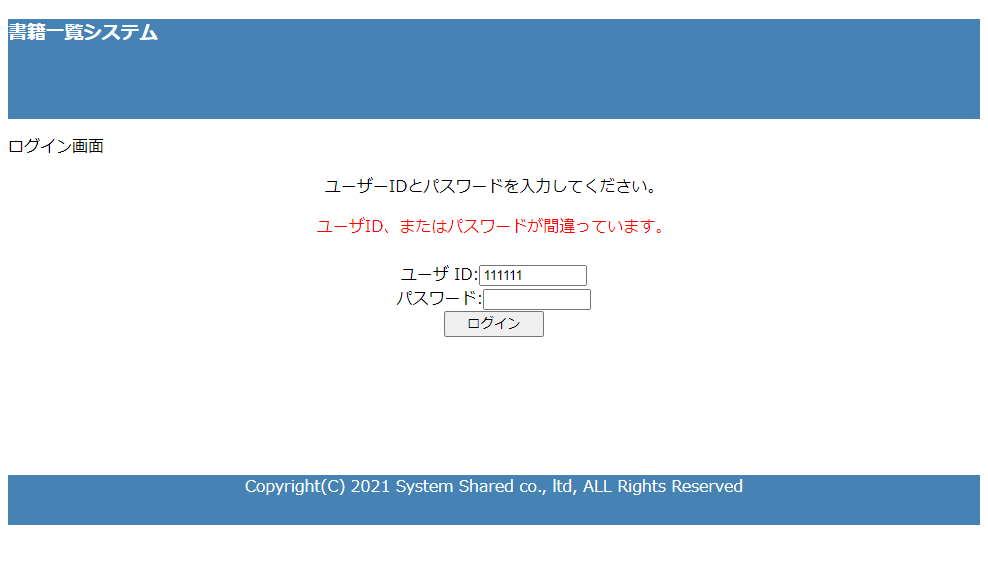 書籍一覧システム
ログイン画面
ユーザーIDとパスワードを入力してください。
ユーザID、またはパスワードが間違っています。
ユーザ ID: 111111
パスワード:
ログイン
Copyright(C) 2021 System Shared co., ltd, ALL Rights Reserved